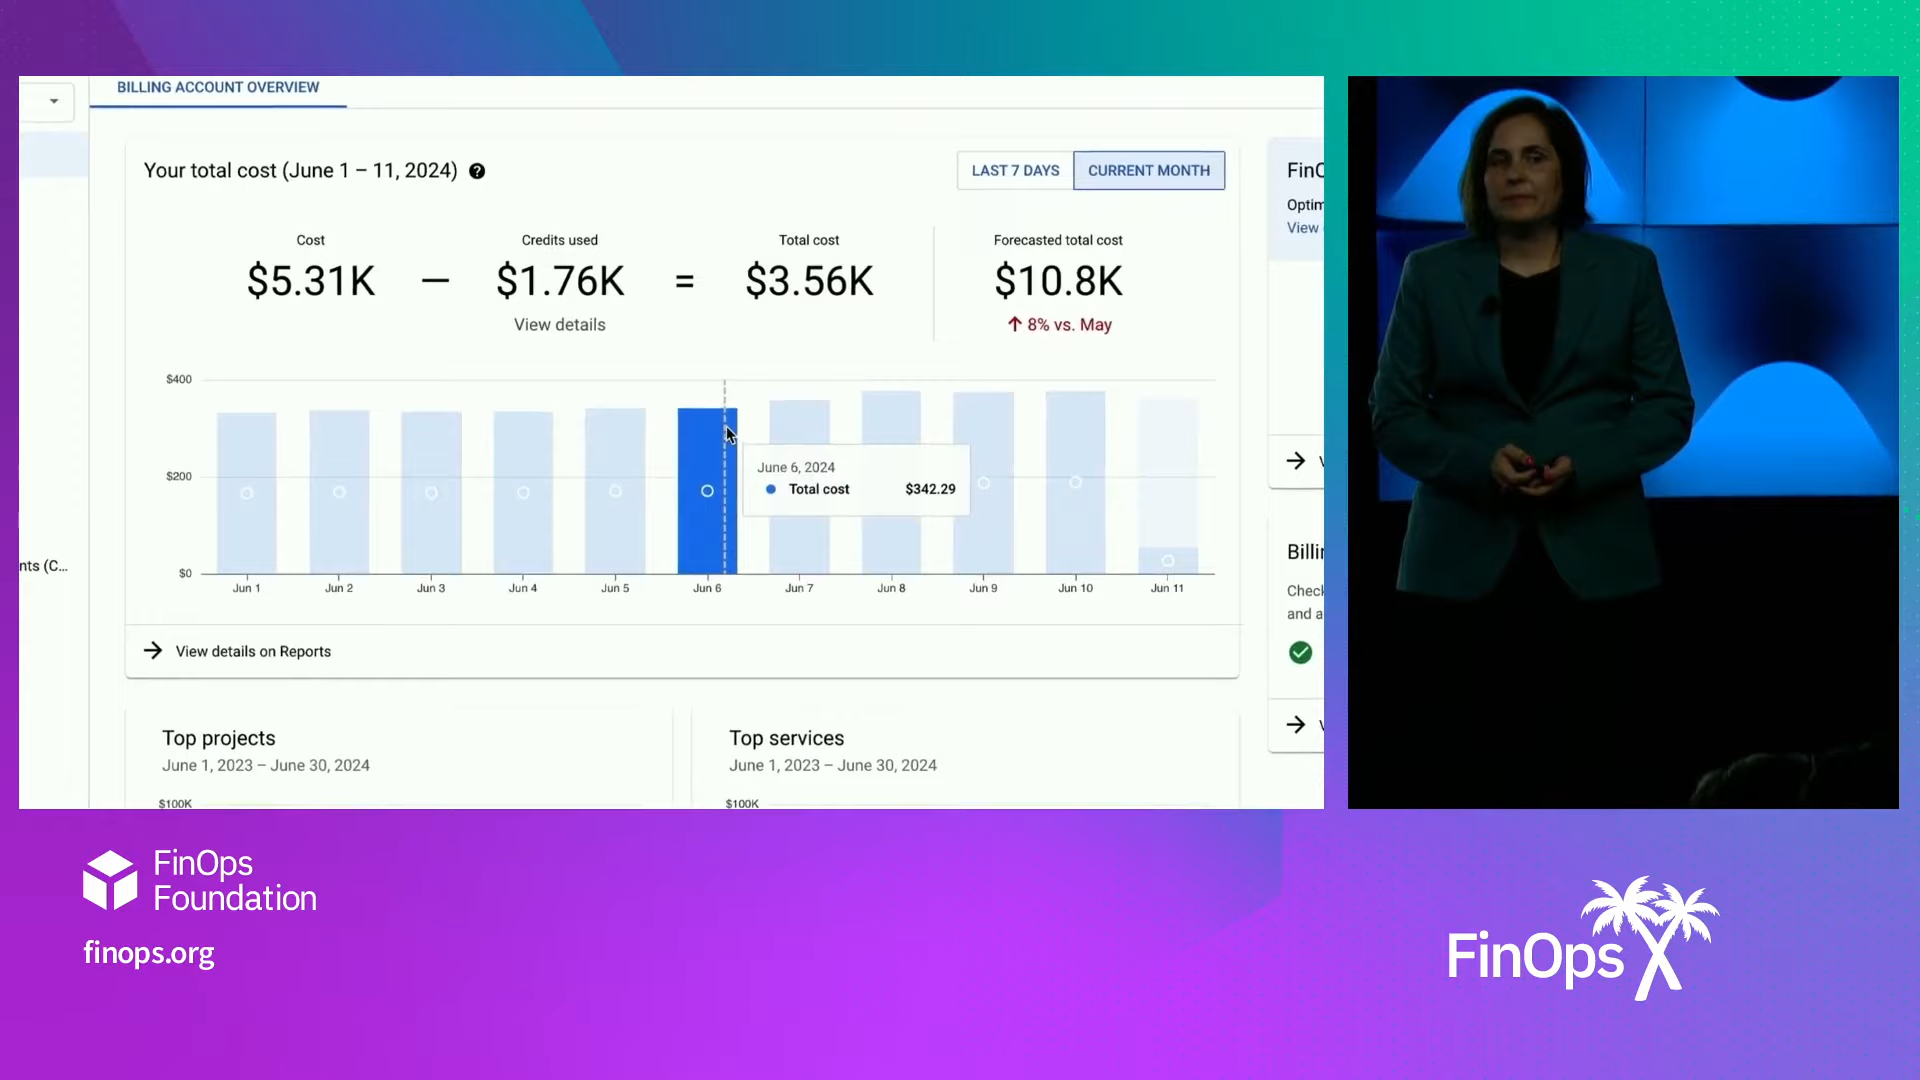 BILLING ACCOUNT OVERVIEW
Your total cost (June 1 – 11, 2024) ?
LAST 7 DAYS
CURRENT MONTH
Cost
Credits used
Total cost
Forecasted total cost
$5.31K
–
$1.76K
=
$3.56K
$10.8K
View details
↑ 8% vs. May
$400
$200
$0
June 6, 2024
Total cost $342.29
Jun 1
Jun 2
Jun 3
Jun 4
Jun 5
Jun 6
Jun 7
Jun 8
Jun 9
Jun 10
Jun 11
→ View details on Reports
Top projects
June 1, 2023 – June 30, 2024
$100K
Top services
June 1, 2023 – June 30, 2024
$100K
nts (C...
Optim
View
Check
and a
FinOps
Foundation
finops.org
FinOps X